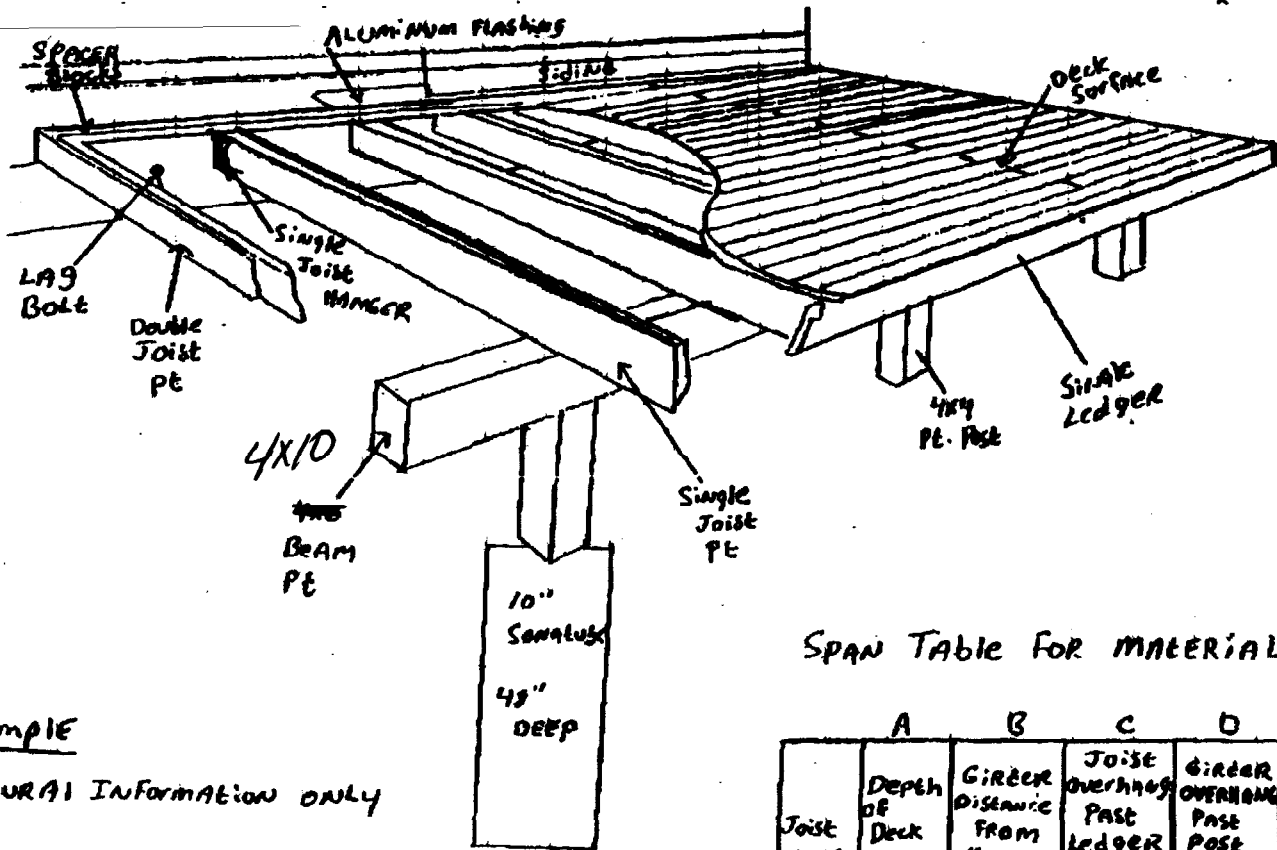 SPACER
Blocks
ALUMINUM FLASHING
Siding
Deck
Surface
LAG
Bolt
Double
Joist
Pt
Single
Joist
HANGER
4X10
BEAM
Pt
Single
Joist
Pt
4x4
Pt. Post
Single
Ledger
10"
Sonatube
48"
DEEP
mple
URAl INFormation ONLY
SPAN TAble FOR MATERIAL
A B C D
Joist
Depth
OF
Deck
GiRder
Distance
FROM
Joist
overhang
Past
Ledger
GiRder
OVERHANG
Past
Post